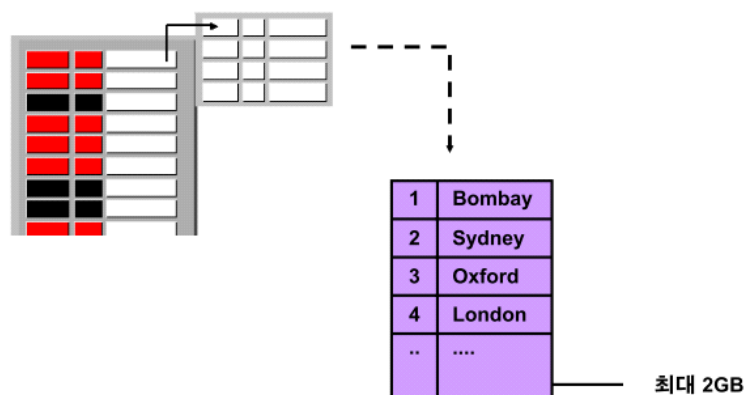 1 Bombay
2 Sydney
3 Oxford
4 London
.. ....
최대 2GB